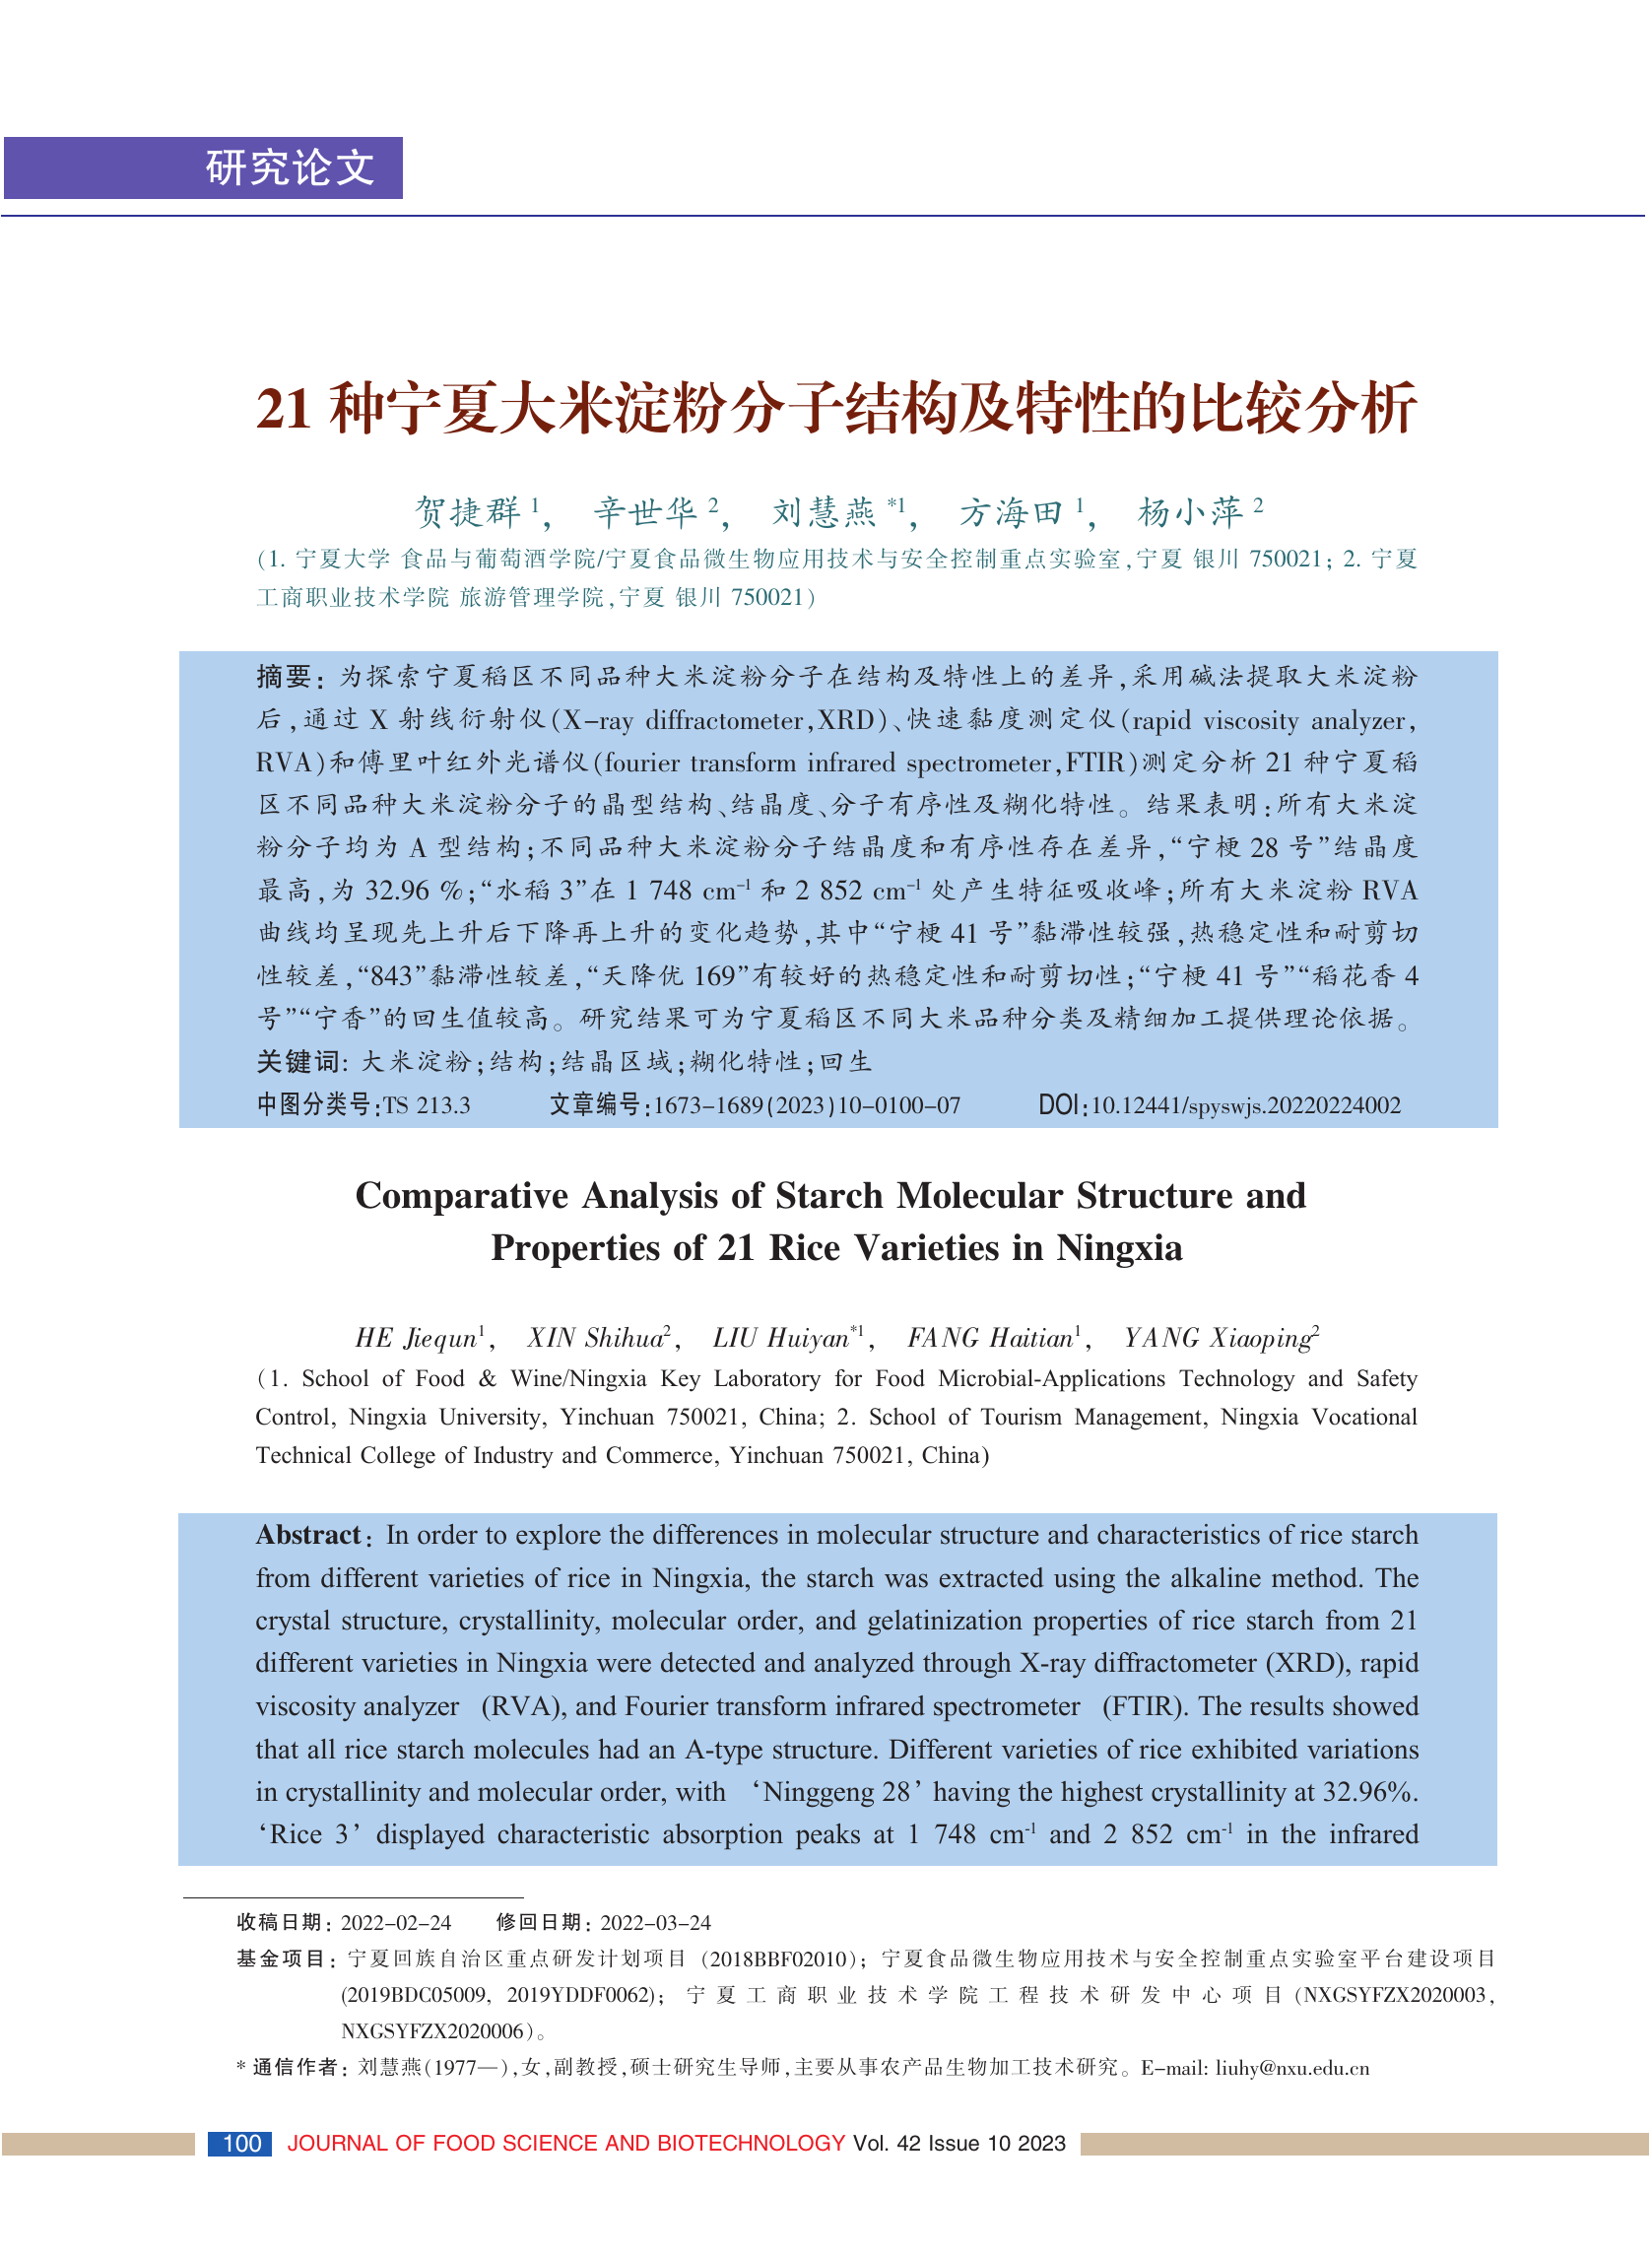 研究论文
21 种宁夏大米淀粉分子结构及特性的比较分析
贺捷群 1， 辛世华 2， 刘慧燕 *1， 方海田 1， 杨小萍 2
(1. 宁夏大学 食品与葡萄酒学院/宁夏食品微生物应用技术与安全控制重点实验室,宁夏 银川 750021; 2. 宁夏
工商职业技术学院 旅游管理学院,宁夏 银川 750021)
摘要: 为探索宁夏稻区不同品种大米淀粉分子在结构及特性上的差异,采用碱法提取大米淀粉
后,通过 X 射线衍射仪(X-ray diffractometer,XRD)、快速黏度测定仪(rapid viscosity analyzer,
RVA)和傅里叶红外光谱仪(fourier transform infrared spectrometer,FTIR)测定分析 21 种宁夏稻
区不同品种大米淀粉分子的晶型结构、结晶度、分子有序性及糊化特性。结果表明:所有大米淀
粉分子均为 A 型结构;不同品种大米淀粉分子结晶度和有序性存在差异,“宁梗 28 号”结晶度
最高,为 32.96 %;“水稻 3”在 1 748 cm-1 和 2 852 cm-1 处产生特征吸收峰;所有大米淀粉 RVA
曲线均呈现先上升后下降再上升的变化趋势,其中“宁梗 41 号”黏滞性较强,热稳定性和耐剪切
性较差,“843”黏滞性较差,“天降优 169”有较好的热稳定性和耐剪切性;“宁梗 41 号”“稻花香 4
号”“宁香”的回生值较高。研究结果可为宁夏稻区不同大米品种分类及精细加工提供理论依据。
关键词: 大米淀粉;结构;结晶区域;糊化特性;回生
中图分类号:TS 213.3 文章编号:1673-1689(2023)10-0100-07 DOI:10.12441/spyswjs.20220224002
Comparative Analysis of Starch Molecular Structure and
Properties of 21 Rice Varieties in Ningxia
HE Jiequn1, XIN Shihua2, LIU Huiyan*1, FANG Haitian1, YANG Xiaoping2
(1. School of Food & Wine/Ningxia Key Laboratory for Food Microbial-Applications Technology and Safety
Control, Ningxia University, Yinchuan 750021, China; 2. School of Tourism Management, Ningxia Vocational
Technical College of Industry and Commerce, Yinchuan 750021, China)
Abstract: In order to explore the differences in molecular structure and characteristics of rice starch
from different varieties of rice in Ningxia, the starch was extracted using the alkaline method. The
crystal structure, crystallinity, molecular order, and gelatinization properties of rice starch from 21
different varieties in Ningxia were detected and analyzed through X-ray diffractometer (XRD), rapid
viscosity analyzer (RVA), and Fourier transform infrared spectrometer (FTIR). The results showed
that all rice starch molecules had an A-type structure. Different varieties of rice exhibited variations
in crystallinity and molecular order, with ‘Ninggeng 28’ having the highest crystallinity at 32.96%.
‘Rice 3’ displayed characteristic absorption peaks at 1 748 cm-1 and 2 852 cm-1 in the infrared
收稿日期: 2022-02-24 修回日期: 2022-03-24
基金项目: 宁夏回族自治区重点研发计划项目 (2018BBF02010); 宁夏食品微生物应用技术与安全控制重点实验室平台建设项目
(2019BDC05009, 2019YDDF0062); 宁夏工商职业技术学院工程技术研发中心项目(NXGSYFZX2020003,
NXGSYFZX2020006)。
* 通信作者: 刘慧燕(1977—),女,副教授,硕士研究生导师,主要从事农产品生物加工技术研究。E-mail: liuhy@nxu.edu.cn
100 JOURNAL OF FOOD SCIENCE AND BIOTECHNOLOGY Vol. 42 Issue 10 2023